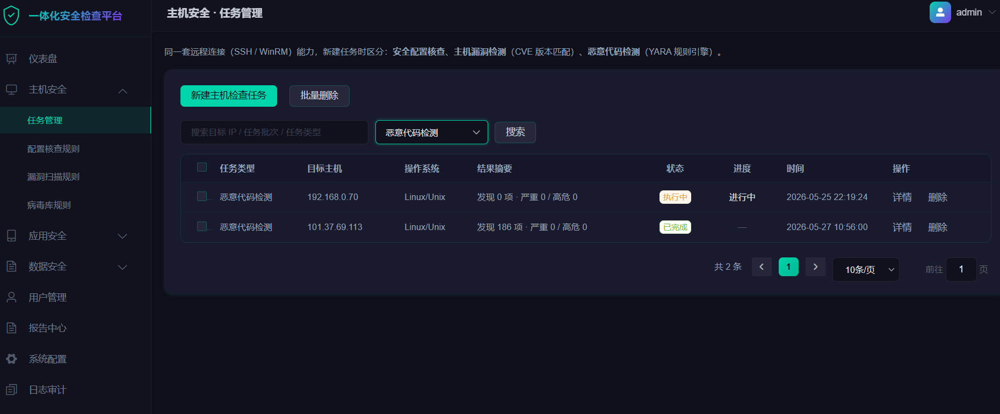 一体化安全检查平台
主机安全 · 任务管理
admin
仪表盘
主机安全
任务管理
配置核查规则
漏洞扫描规则
病毒库规则
应用安全
数据安全
用户管理
报告中心
系统配置
日志审计
同一套远程连接（SSH / WinRM）能力，新建任务时区分：安全配置核查、主机漏洞检测（CVE 版本匹配）、恶意代码检测（YARA 规则引擎）。
新建主机检查任务 批量删除
搜索目标 IP / 任务批次 / 任务类型 恶意代码检测 搜索
任务类型 目标主机 操作系统 结果摘要 状态 进度 时间 操作
恶意代码检测 192.168.0.70 Linux/Unix 发现 0 项 · 严重 0 / 高危 0 执行中 进行中 2026-05-25 22:19:24 详情 删除
恶意代码检测 101.37.69.113 Linux/Unix 发现 186 项 · 严重 0 / 高危 0 已完成 — 2026-05-27 10:56:00 详情 删除
共 2 条 1 10条/页 前往 1 页